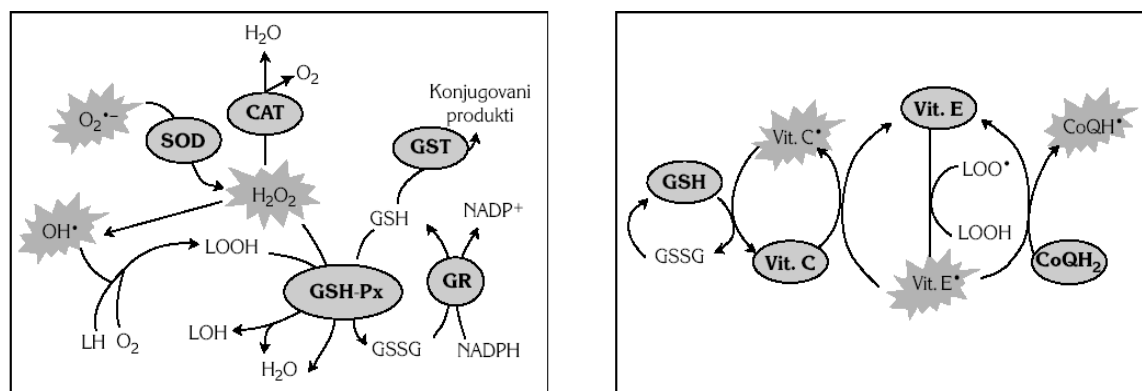 H₂O
O₂
O₂•–
CAT
SOD
Konjugovani
produkti
GST
H₂O₂
GSH
NADP+
OH•
LOOH
GSH-Px
GR
LH
O₂
LOH
H₂O
GSSG
NADPH
Vit. E
CoQH•
Vit. C•
LOO•
GSH
LOOH
GSSG
Vit. C
CoQH₂
Vit. E•